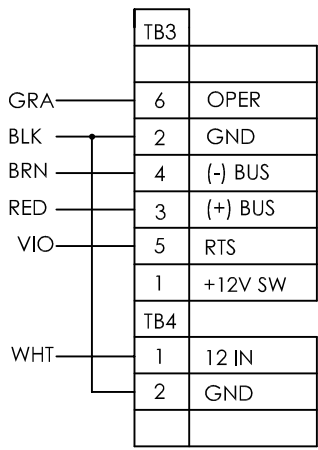 TB3
GRA 6 OPER
BLK 2 GND
BRN 4 (-) BUS
RED 3 (+) BUS
VIO 5 RTS
1 +12V SW
TB4
WHT 1 12 IN
2 GND